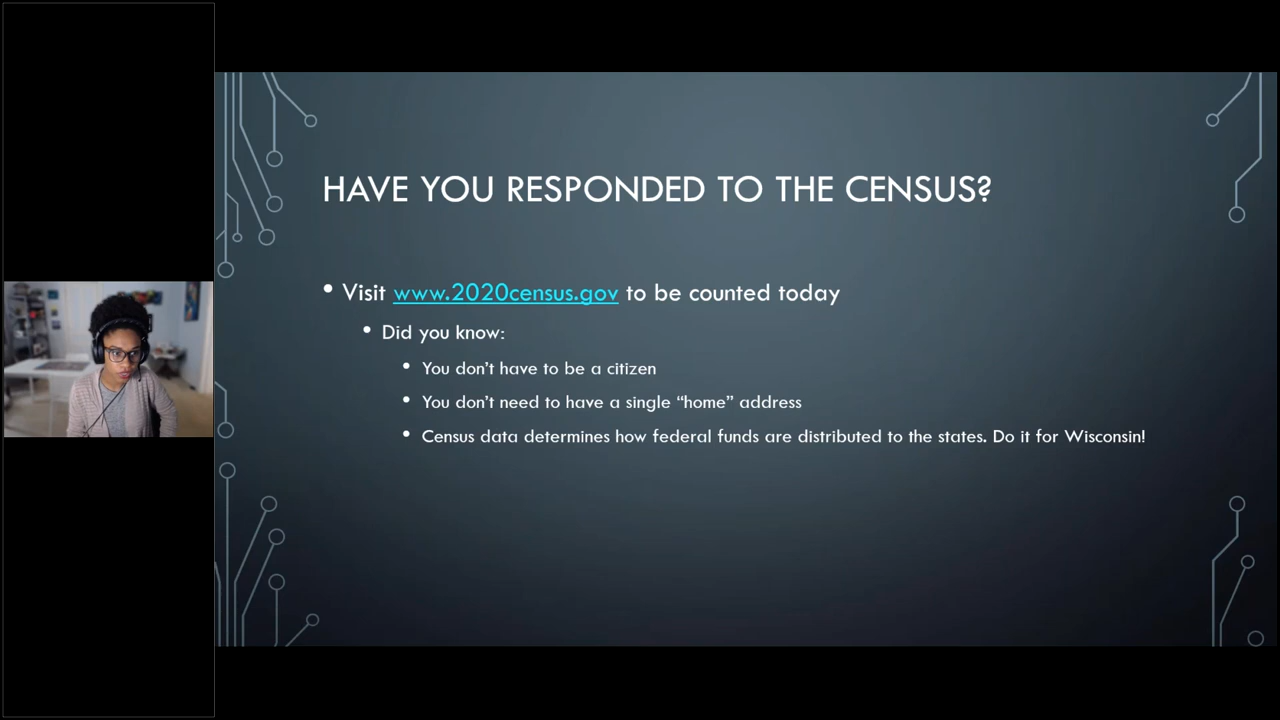 HAVE YOU RESPONDED TO THE CENSUS?
• Visit www.2020census.gov to be counted today
• Did you know:
• You don’t have to be a citizen
• You don’t need to have a single “home” address
• Census data determines how federal funds are distributed to the states. Do it for Wisconsin!